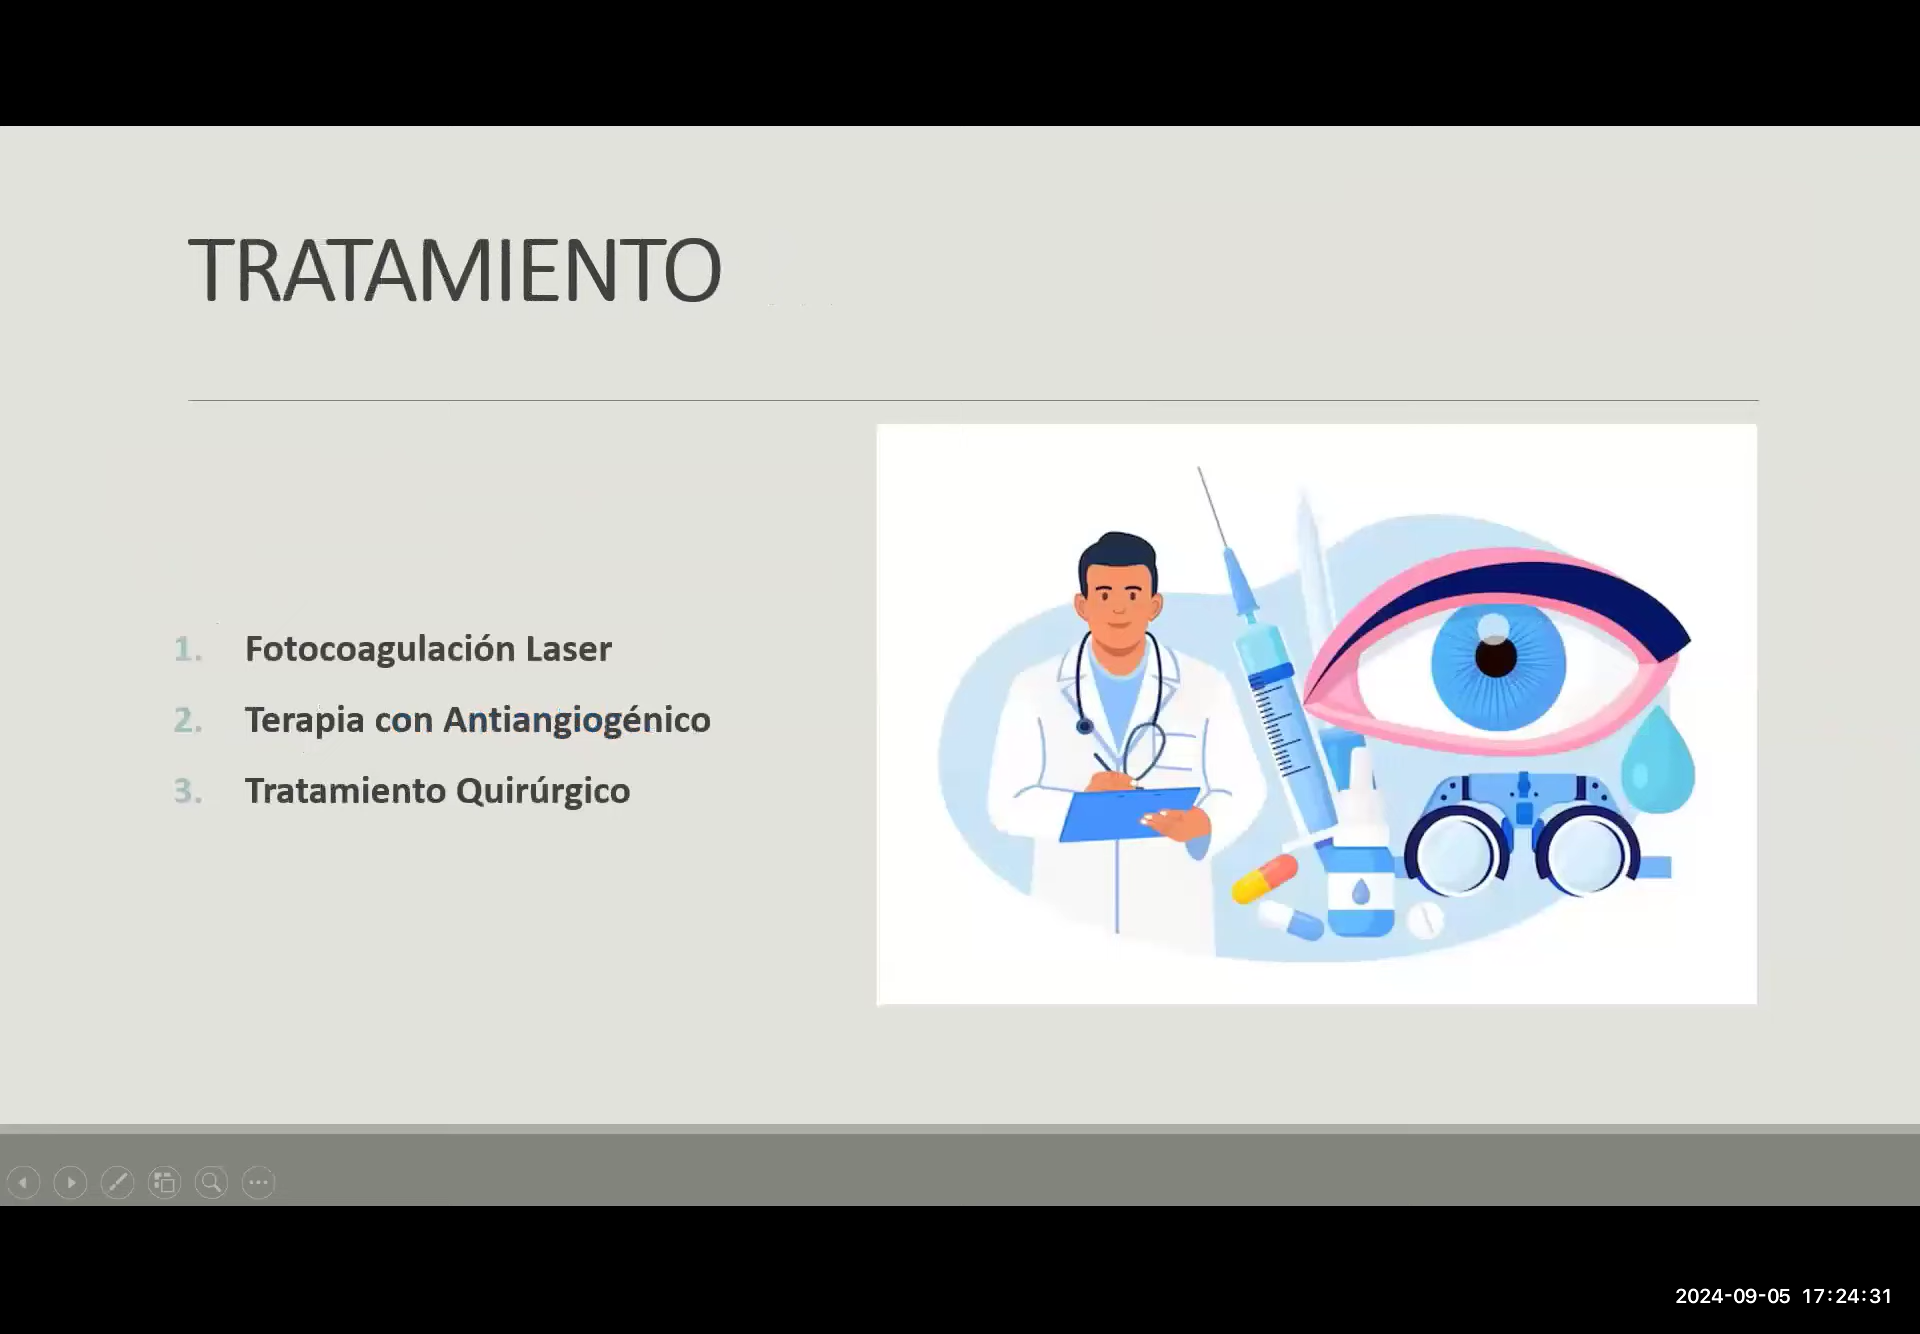 TRATAMIENTO
1. Fotocoagulación Laser
2. Terapia con Antiangiogénico
3. Tratamiento Quirúrgico
2024-09-05 17:24:31